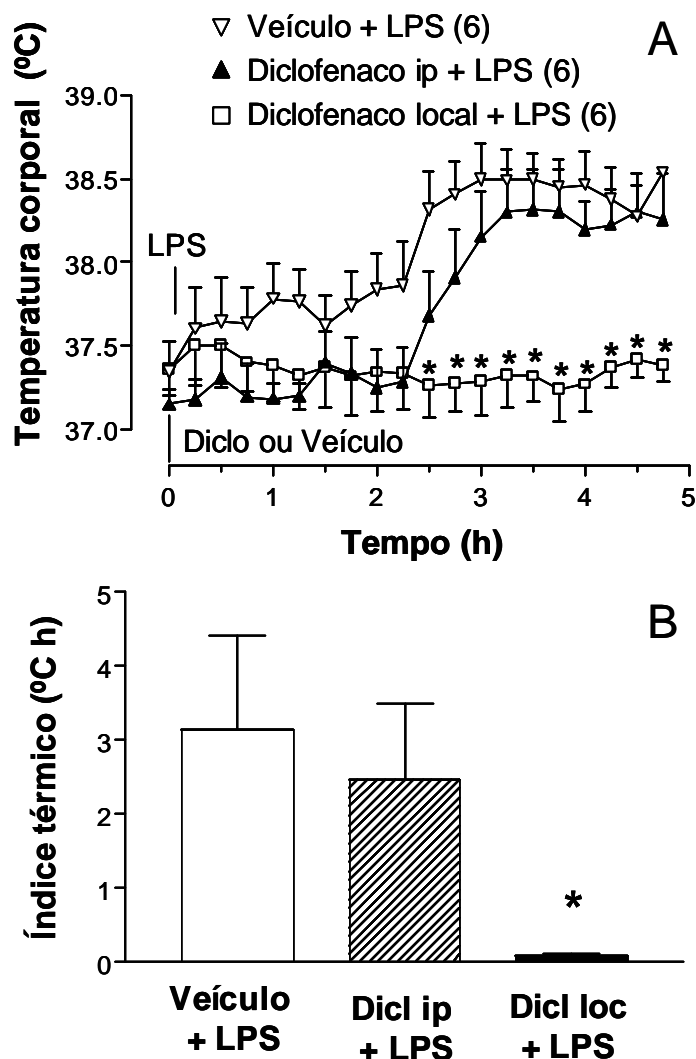 Veículo + LPS (6)
A
Diclofenaco ip + LPS (6)
Diclofenaco local + LPS (6)
Temperatura corporal (ºC)
39.0
38.5
38.0
37.5
37.0
LPS
* * * * * * * * * *
Diclo ou Veículo
0 1 2 3 4 5
Tempo (h)
B
Índice térmico (ºC h)
5
4
3
2
1
0
*
Veículo
+ LPS
Dicl ip
+ LPS
Dicl loc
+ LPS